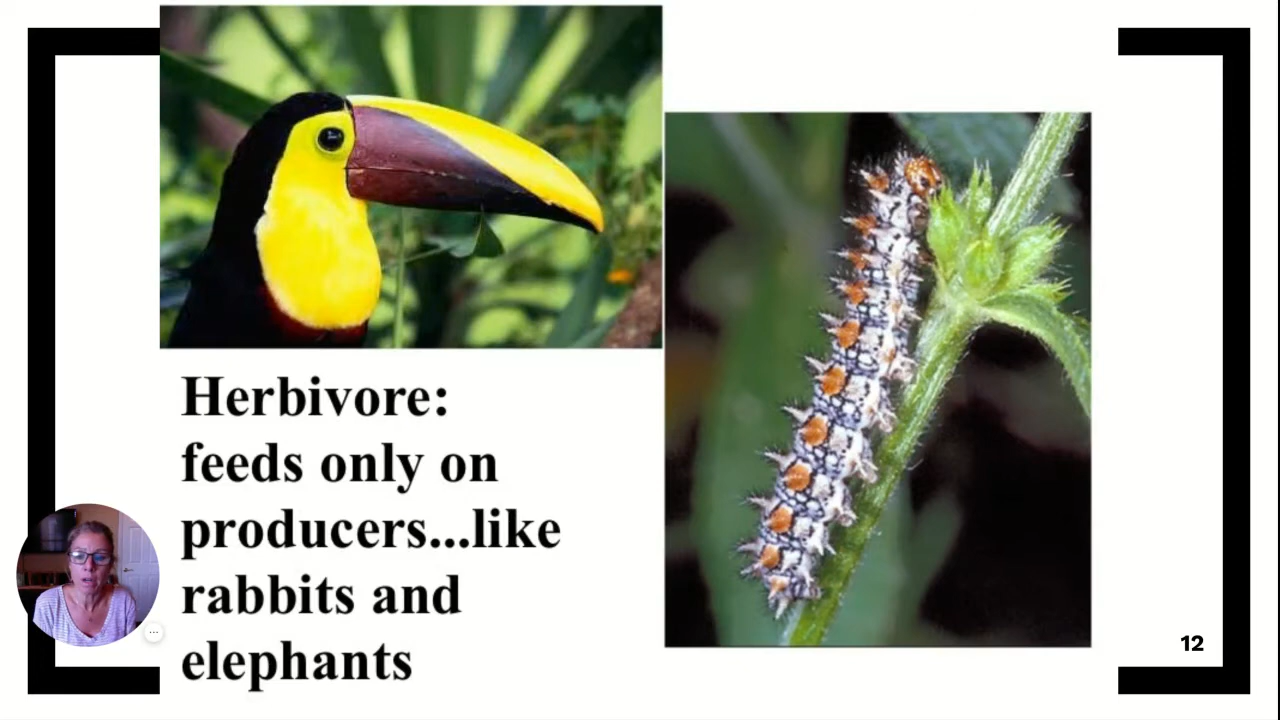 Herbivore:
feeds only on
producers...like
rabbits and
elephants
12